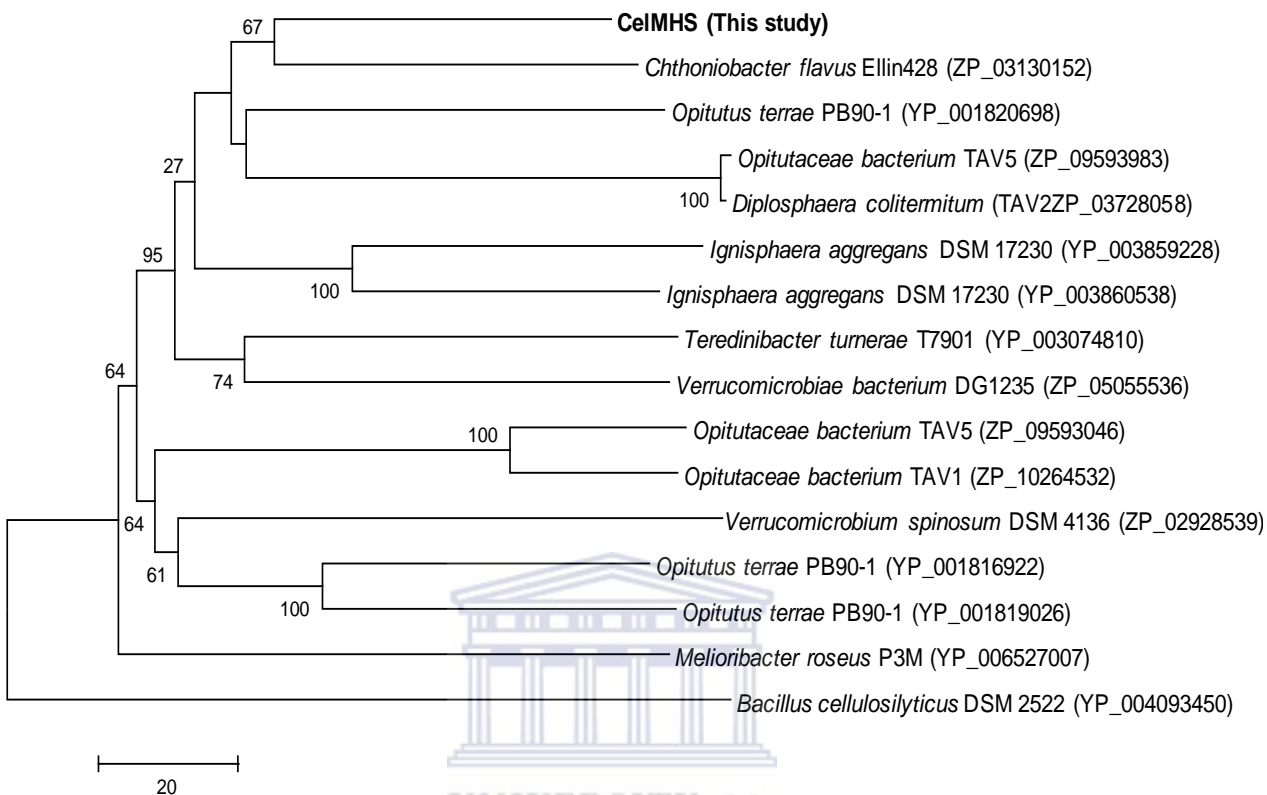 67
CelMHS (This study)
Chthoniobacter flavus Ellin428 (ZP_03130152)
Opitutus terrae PB90-1 (YP_001820698)
27
Opitutaceae bacterium TAV5 (ZP_09593983)
100
Diplosphaera colitermitum (TAV2ZP_03728058)
95
Ignisphaera aggregans DSM 17230 (YP_003859228)
100
Ignisphaera aggregans DSM 17230 (YP_003860538)
Teredinibacter turnerae T7901 (YP_003074810)
64
74
Verrucomicrobiae bacterium DG1235 (ZP_05055536)
100
Opitutaceae bacterium TAV5 (ZP_09593046)
Opitutaceae bacterium TAV1 (ZP_10264532)
64
Verrucomicrobium spinosum DSM 4136 (ZP_02928539)
61
Opitutus terrae PB90-1 (YP_001816922)
100
Opitutus terrae PB90-1 (YP_001819026)
Melioribacter roseus P3M (YP_006527007)
Bacillus cellulosilyticus DSM 2522 (YP_004093450)
20